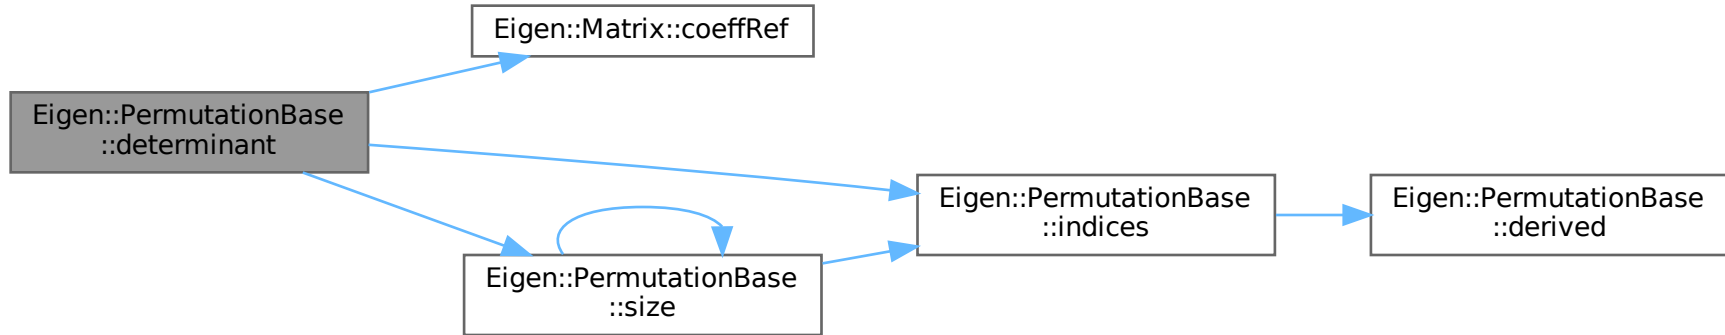 Eigen::Matrix::coeffRef
Eigen::PermutationBase
::determinant
Eigen::PermutationBase
::indices
Eigen::PermutationBase
::derived
Eigen::PermutationBase
::size